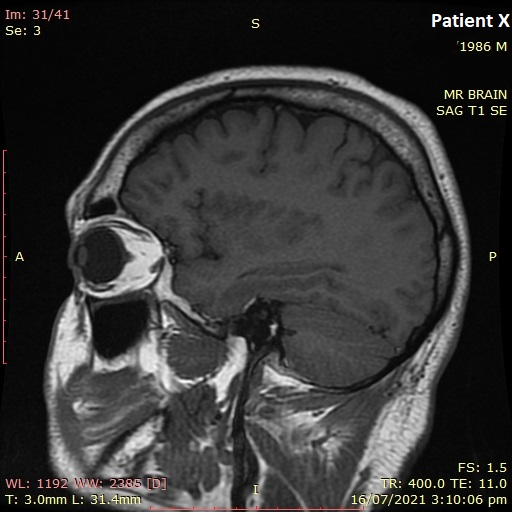 Im: 31/41
Se: 3
S
Patient X
'1986 M
MR BRAIN
SAG T1 SE
A
P
WL: 1192 WW: 2385 [D]
T: 3.0mm L: 31.4mm
I
FS: 1.5
TR: 400.0 TE: 11.0
16/07/2021 3:10:06 pm